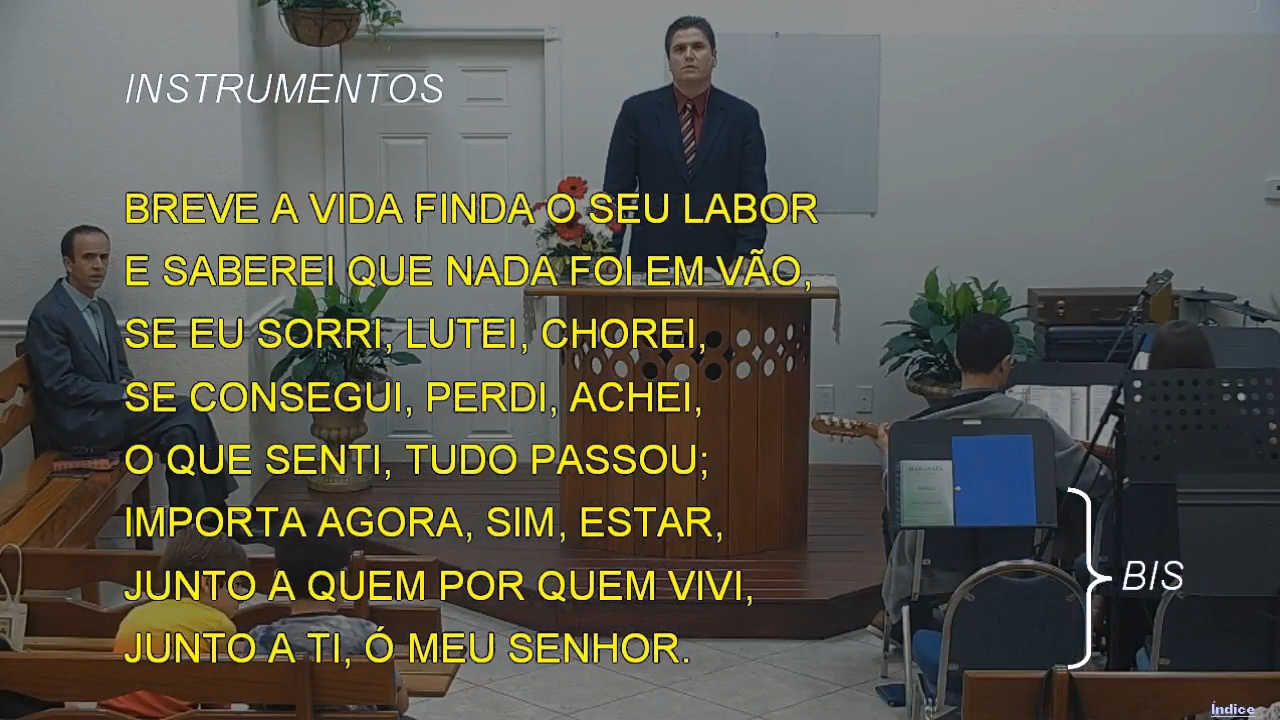 INSTRUMENTOS
BREVE A VIDA FINDA O SEU LABOR
E SABEREI QUE NADA FOI EM VÃO,
SE EU SORRI, LUTEI, CHOREI,
SE CONSEGUI, PERDI, ACHEI,
O QUE SENTI, TUDO PASSOU;
IMPORTA AGORA, SIM, ESTAR,
JUNTO A QUEM POR QUEM VIVI,
BIS
JUNTO A TI, Ó MEU SENHOR.
Índice